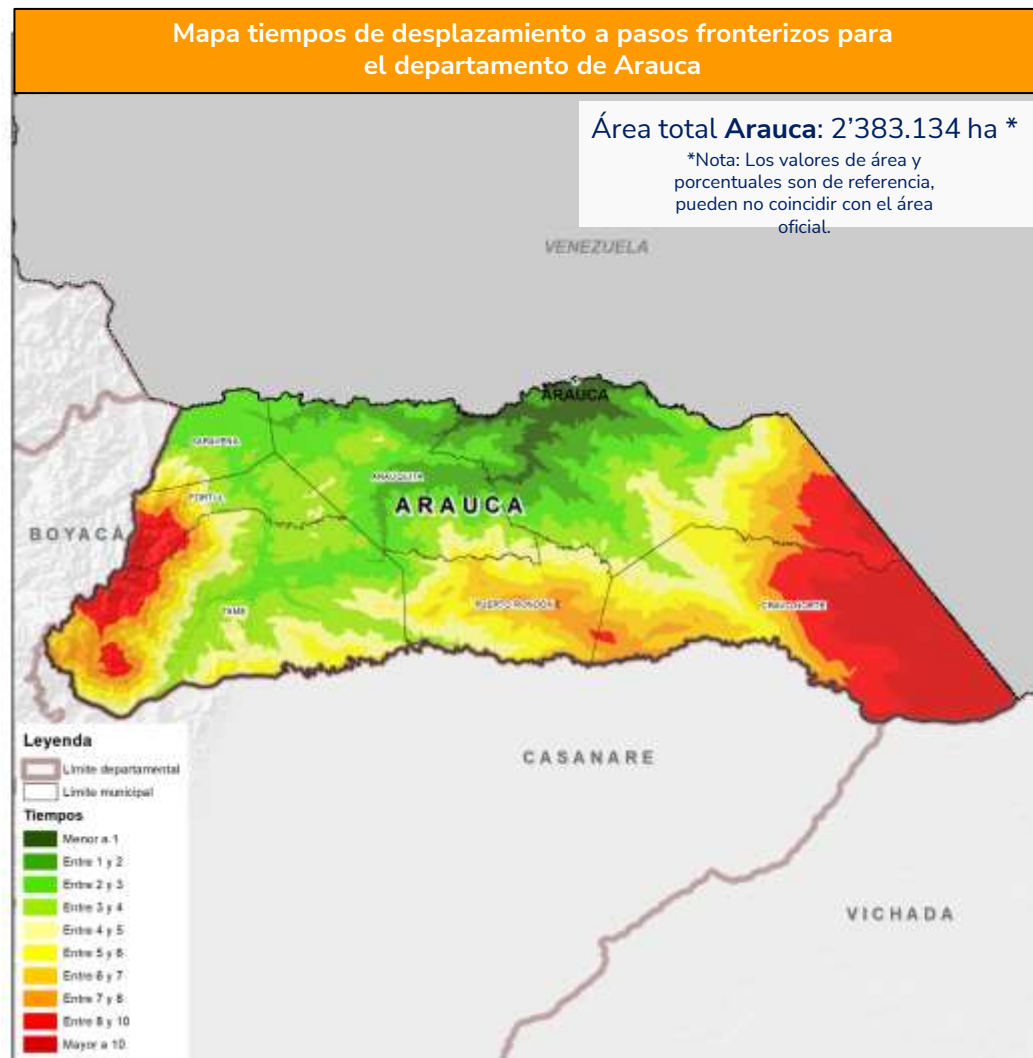 Mapa tiempos de desplazamiento a pasos fronterizos para
el departamento de Arauca
Área total Arauca: 2’383.134 ha *
*Nota: Los valores de área y
porcentuales son de referencia,
pueden no coincidir con el área
oficial.
VENEZUELA
ARAUCA
SARAVENA
ARAUQUITA
FORTUL
ARAUCA
BOYACÁ
TAME
PUERTO RONDÓN
CRAVO NORTE
CASANARE
VICHADA
Leyenda
Límite departamental
Límite municipal
Tiempos
Menor a 1
Entre 1 y 2
Entre 2 y 3
Entre 3 y 4
Entre 4 y 5
Entre 5 y 6
Entre 6 y 7
Entre 7 y 8
Entre 8 y 10
Mayor a 10